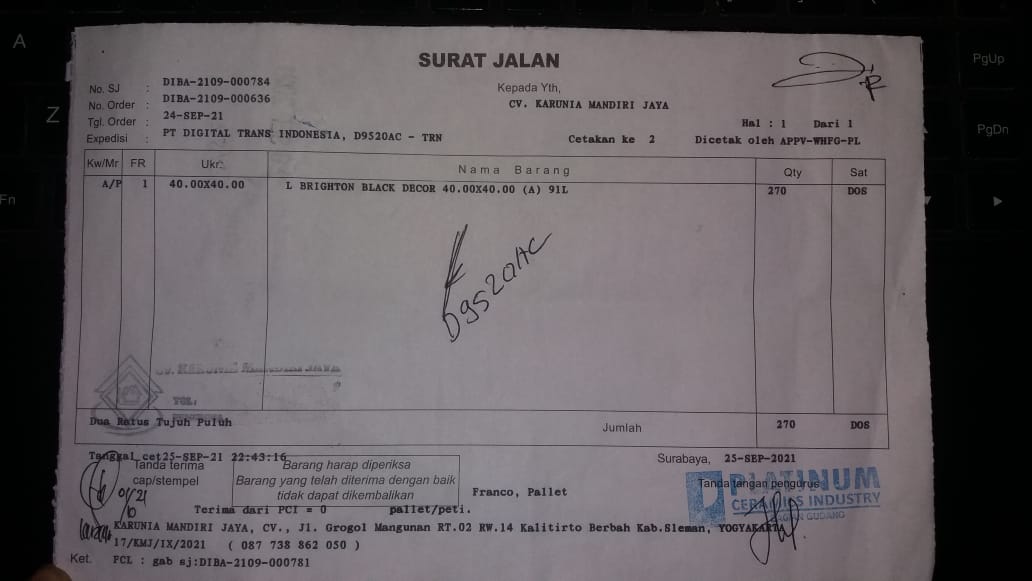 SURAT JALAN
No. SJ : DIBA-2109-000784
No. Order : DIBA-2109-000636
Tgl. Order : 24-SEP-21
Expedisi : PT DIGITAL TRANS INDONESIA, D9520AC - TRN
Kepada Yth,
CV. KARUNIA MANDIRI JAYA
Hal : 1 Dari 1
Cetakan ke 2 Dicetak oleh APPV-WHFG-PL
Kw/Mr FR Ukr. Nama Barang Qty Sat
A/P 1 40.00X40.00 L BRIGHTON BLACK DECOR 40.00X40.00 (A) 91L 270 DOS
D9520AC
TGL:
Dua Ratus Tujuh Puluh Jumlah 270 DOS
Tanggal cet25-SEP-21 22:43:16
Surabaya, 25-SEP-2021
Tanda terima
cap/stempel
Barang harap diperiksa
Barang yang telah diterima dengan baik
tidak dapat dikembalikan
Franco, Pallet
Tanda tangan pengurus
PLATINUM
CERAMICS INDUSTRY
GUDANG
Terima dari PCI = 0 pallet/peti.
KARUNIA MANDIRI JAYA, CV., Jl. Grogol Mangunan RT.02 RW.14 Kalitirto Berbah Kab.Sleman, YOGYAKARTA
17/KMJ/IX/2021 ( 087 738 862 050 )
Ket. FCL : gab sj:DIBA-2109-000781
A
Z
Fn
PgUp
PgDn